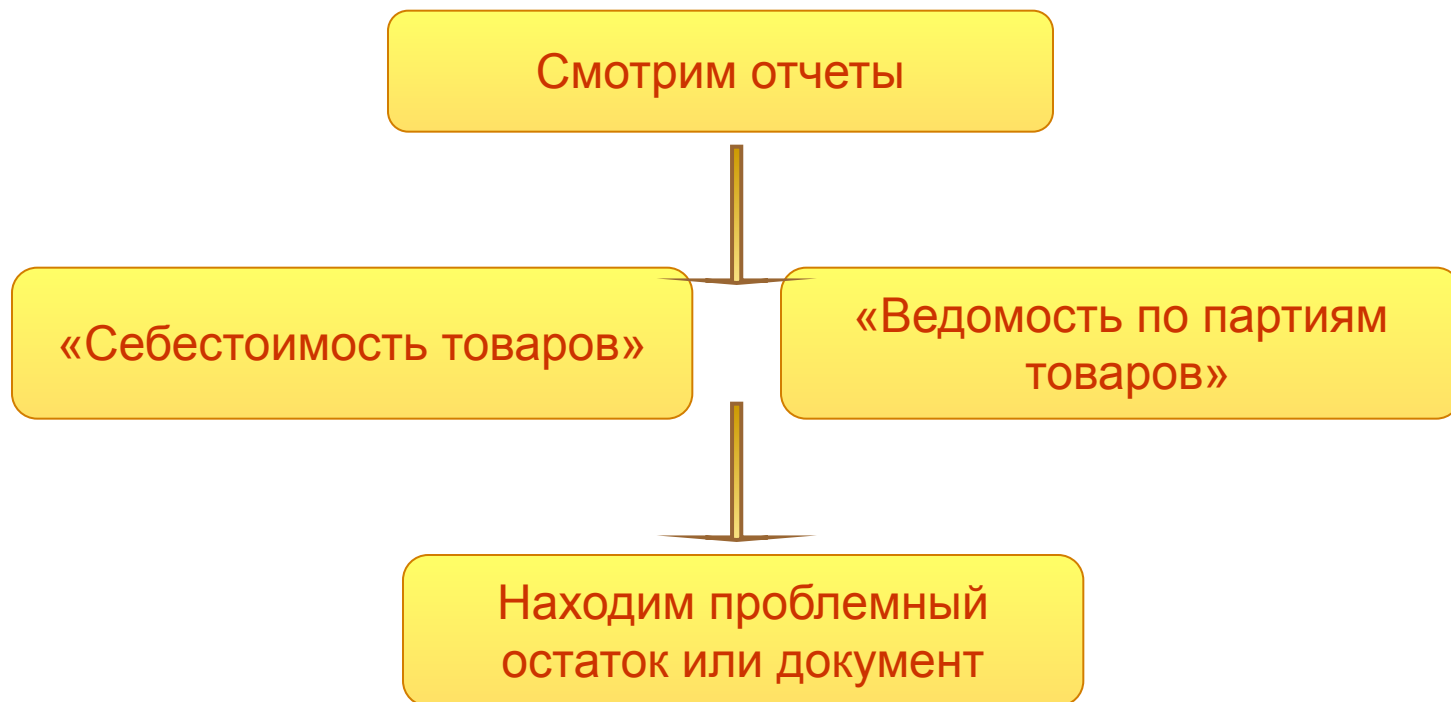 Смотрим отчеты
«Себестоимость товаров»
«Ведомость по партиям
товаров»
Находим проблемный
остаток или документ